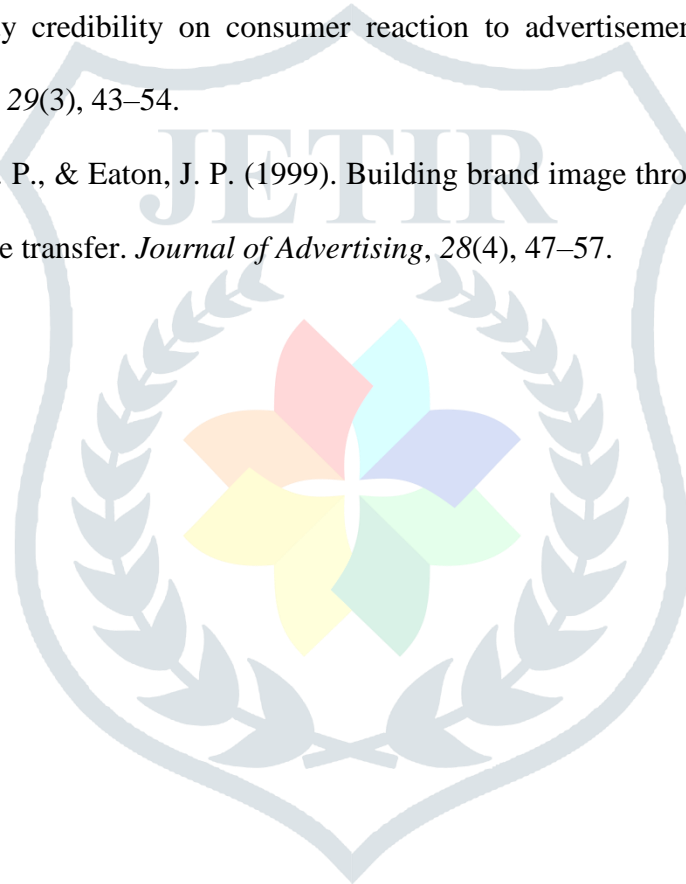 y credibility on consumer reaction to advertisemen
29(3), 43–54.
. P., & Eaton, J. P. (1999). Building brand image thro
JETIR
e transfer. Journal of Advertising, 28(4), 47–57.